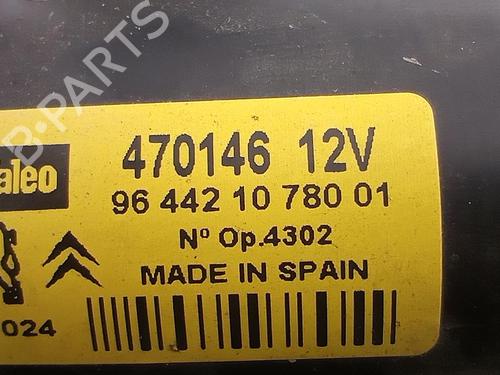 470146 12V
aleo
96 442 10 780 01
Nº Op.4302
MADE IN SPAIN
024
B-PARTS